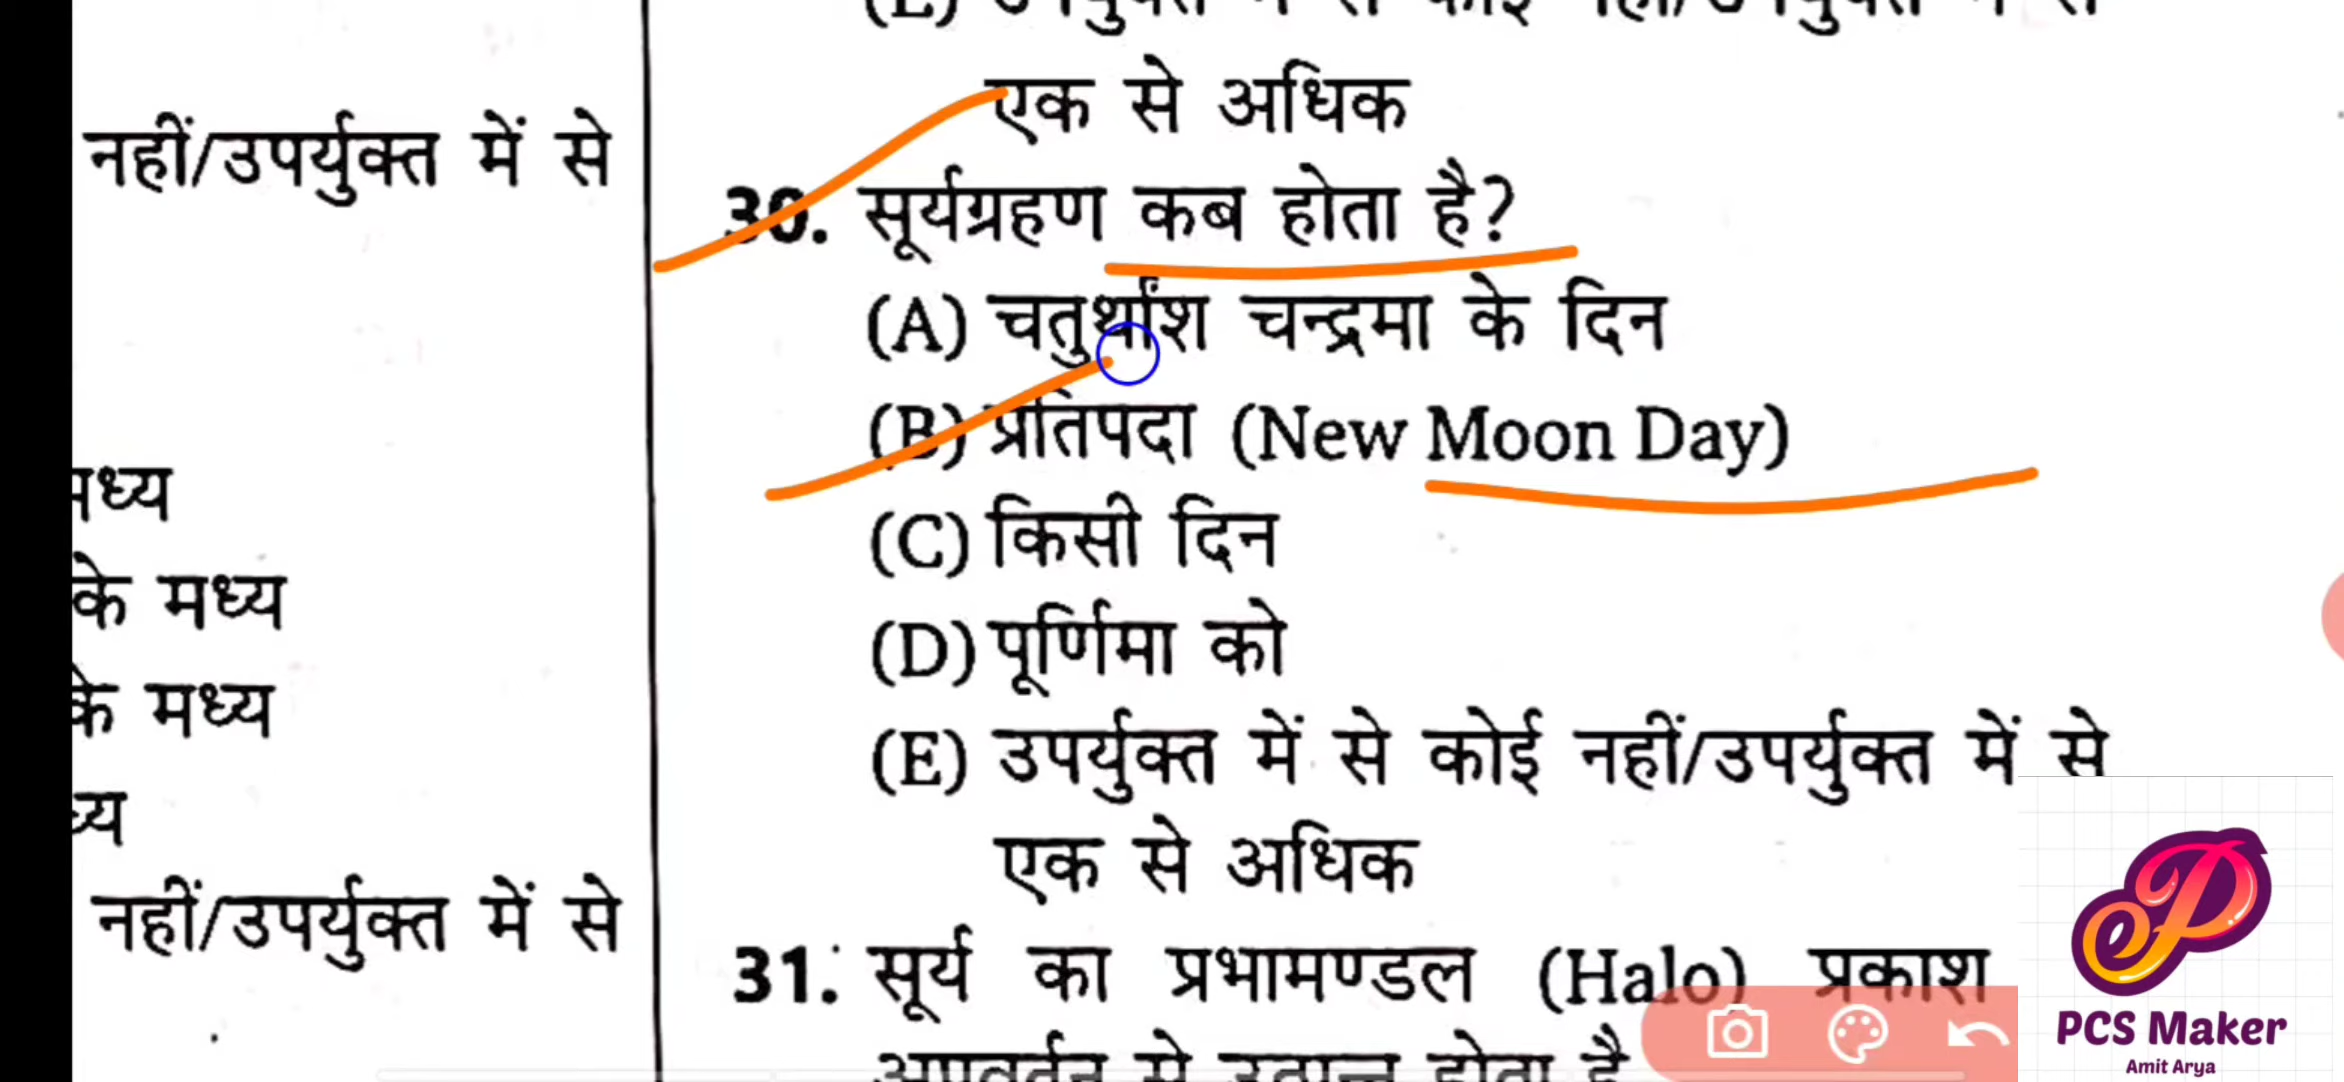 नहीं/उपर्युक्त में से
मध्य
के मध्य
के मध्य
नहीं/उपर्युक्त में से
एक से अधिक
30. सूर्यग्रहण कब होता है?
(A) चतुर्थांश चन्द्रमा के दिन
(B) प्रतिपदा (New Moon Day)
(C) किसी दिन
(D) पूर्णिमा को
(E) उपर्युक्त में से कोई नहीं/उपर्युक्त में से
एक से अधिक
31. सूर्य का प्रभामण्डल (Halo) प्रकाश
PCS Maker
Amit Arya